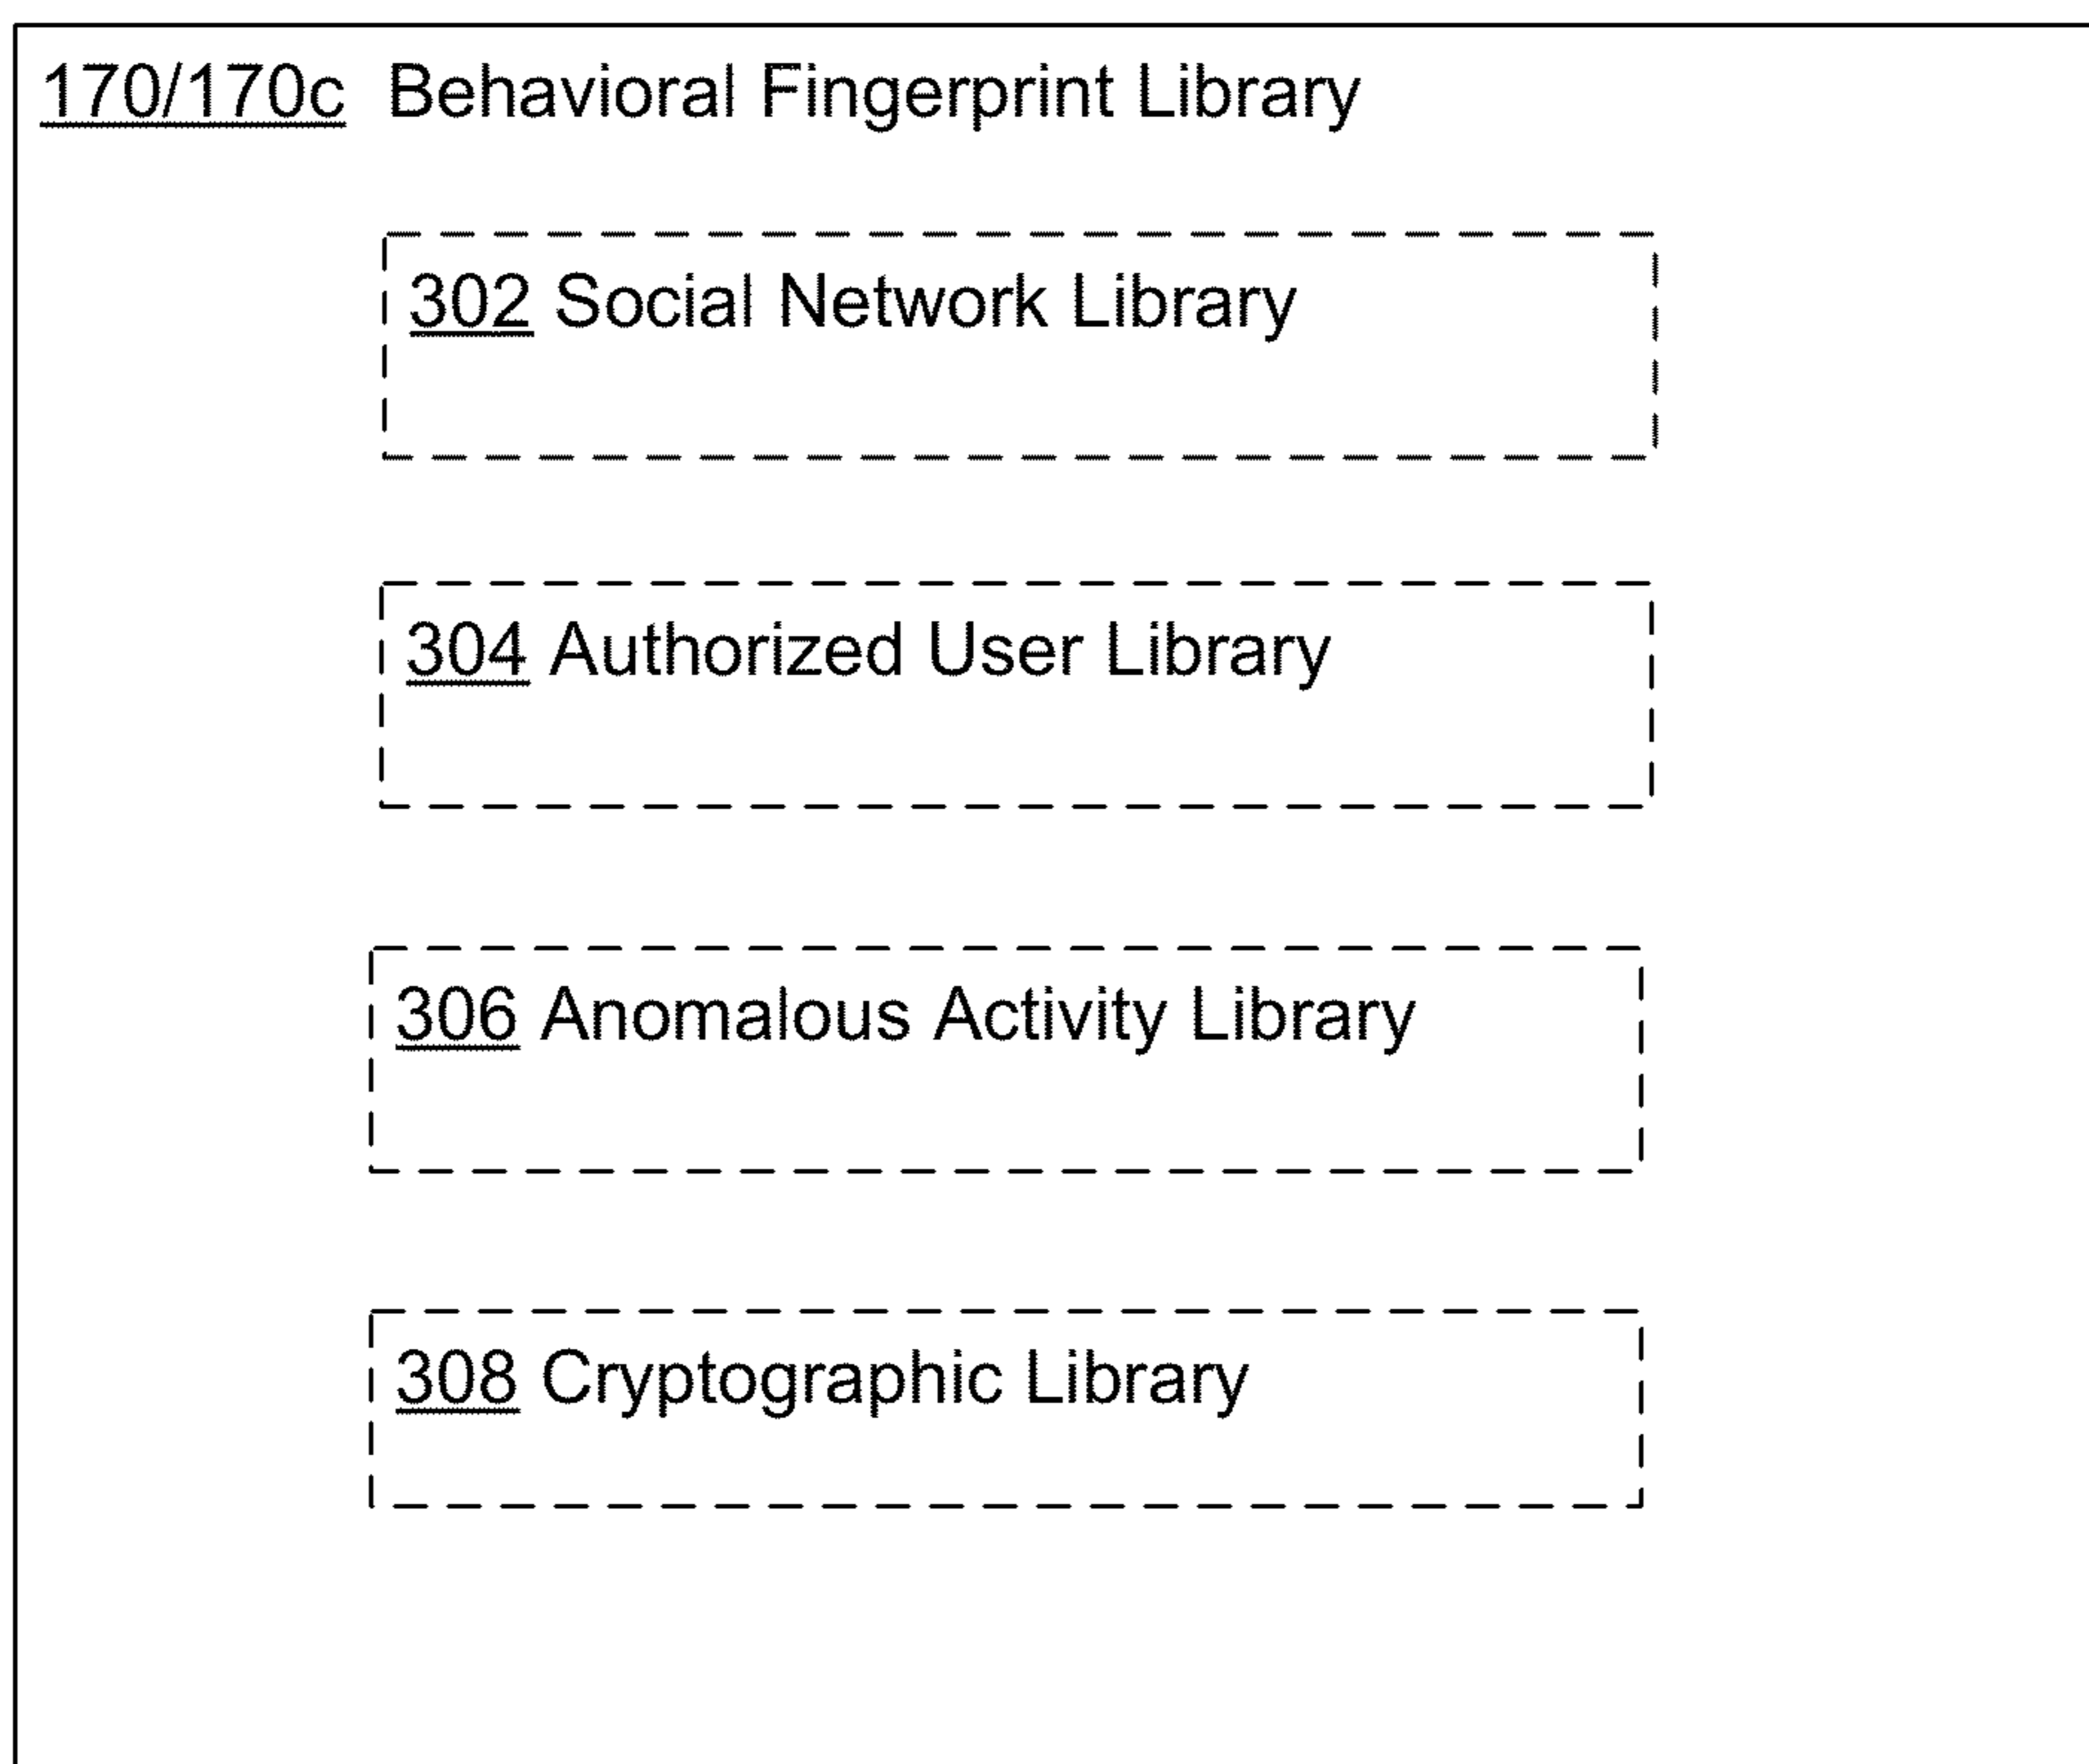 170/170c Behavioral Fingerprint Library
302 Social Network Library
304 Authorized User Library
306 Anomalous Activity Library
308 Cryptographic Library